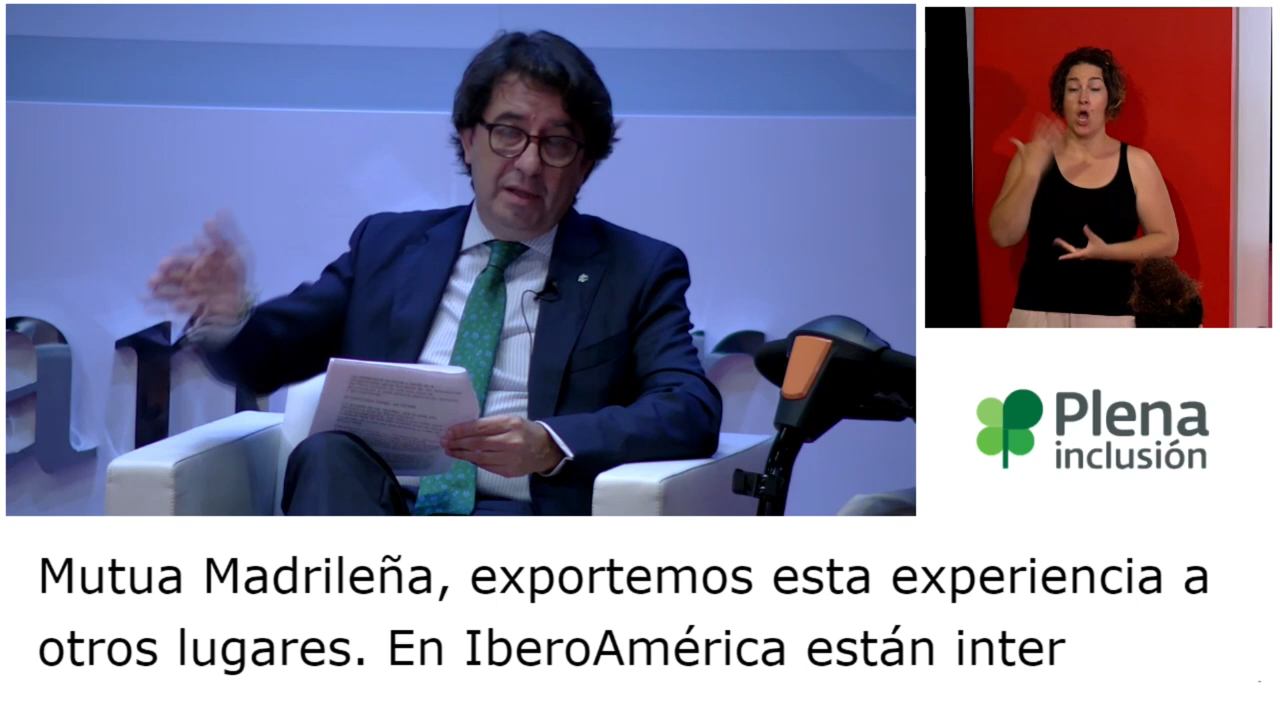 Plena
inclusión
Mutua Madrileña, exportemos esta experiencia a
otros lugares. En IberoAmérica están inter